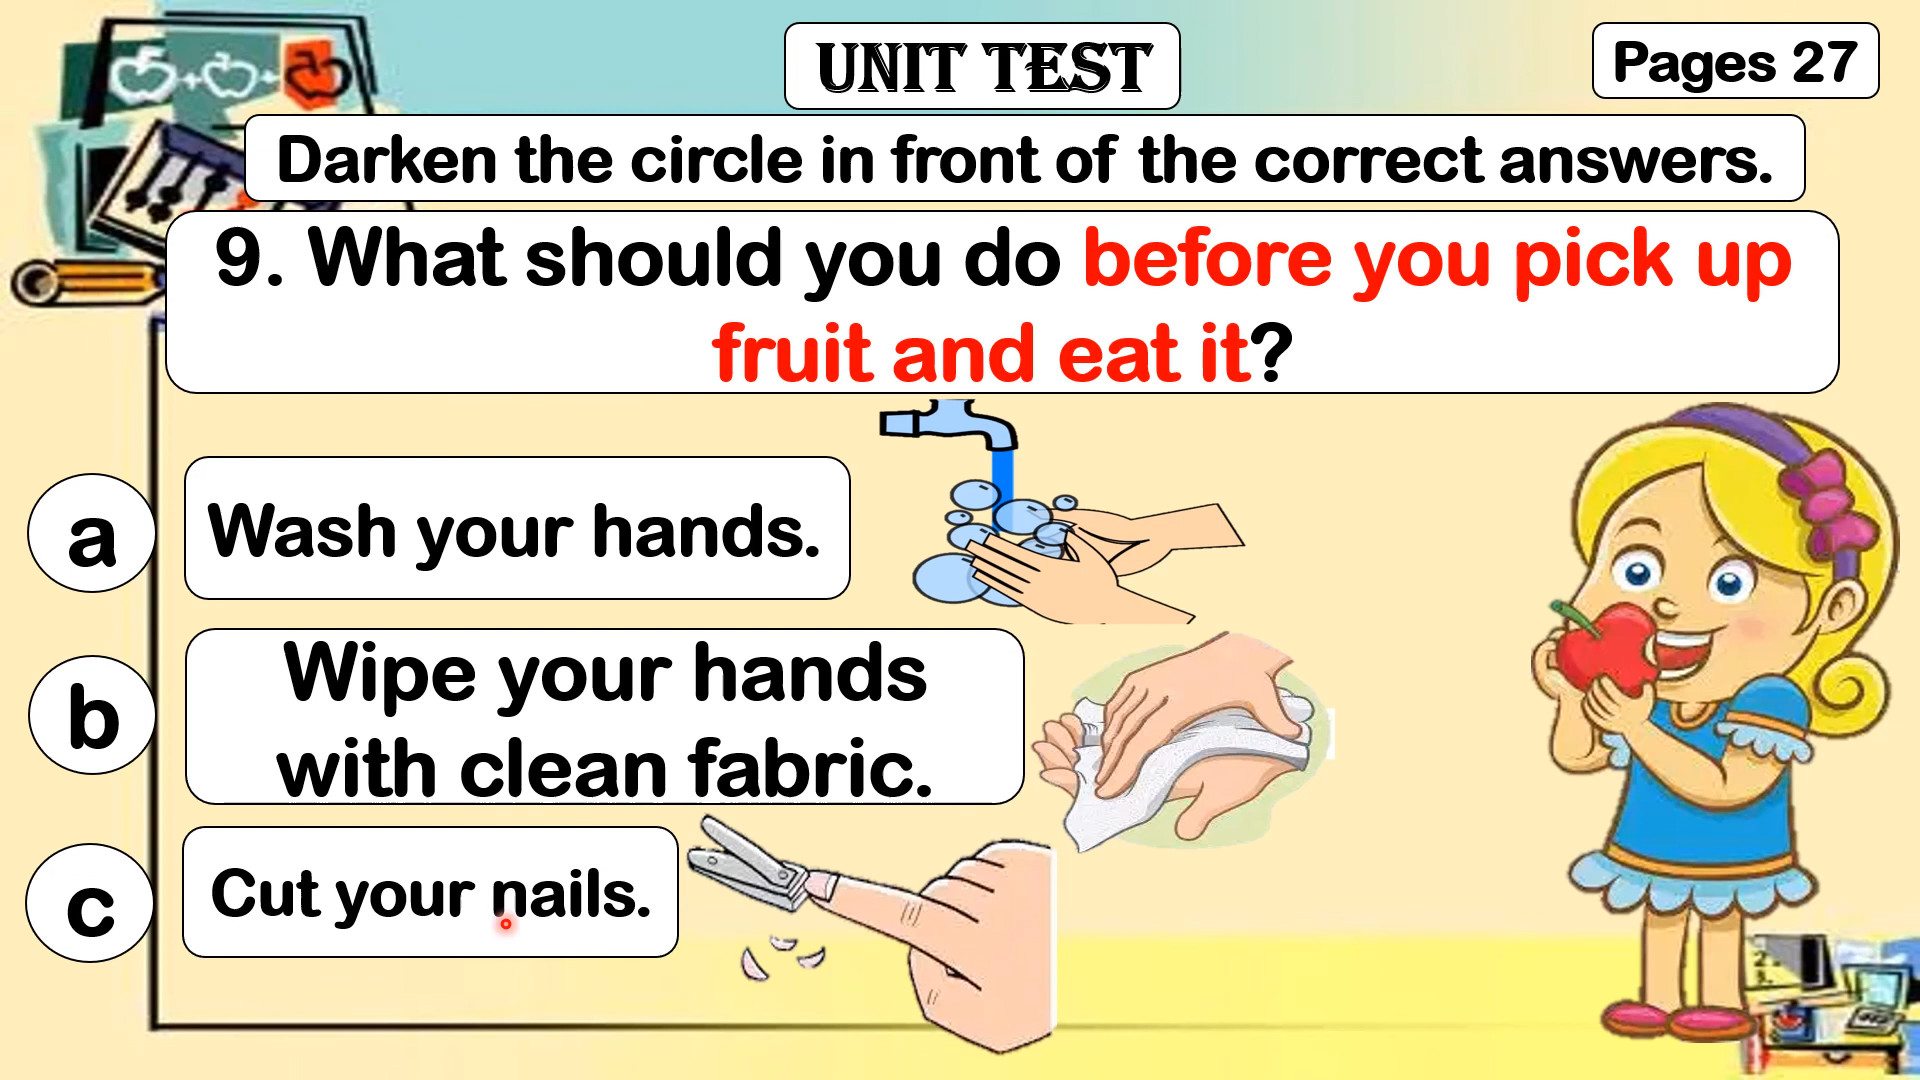 UNIT TEST
Pages 27
Darken the circle in front of the correct answers.
9. What should you do before you pick up
fruit and eat it?
a
Wash your hands.
b
Wipe your hands
with clean fabric.
c
Cut your nails.